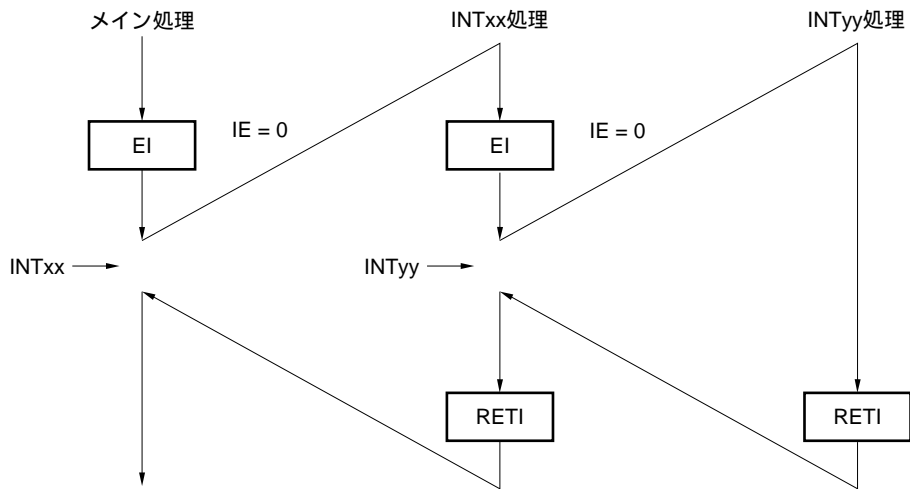 メイン処理
INTxx処理
INTyy処理
EI
IE = 0
EI
IE = 0
INTxx
INTyy
RETI
RETI